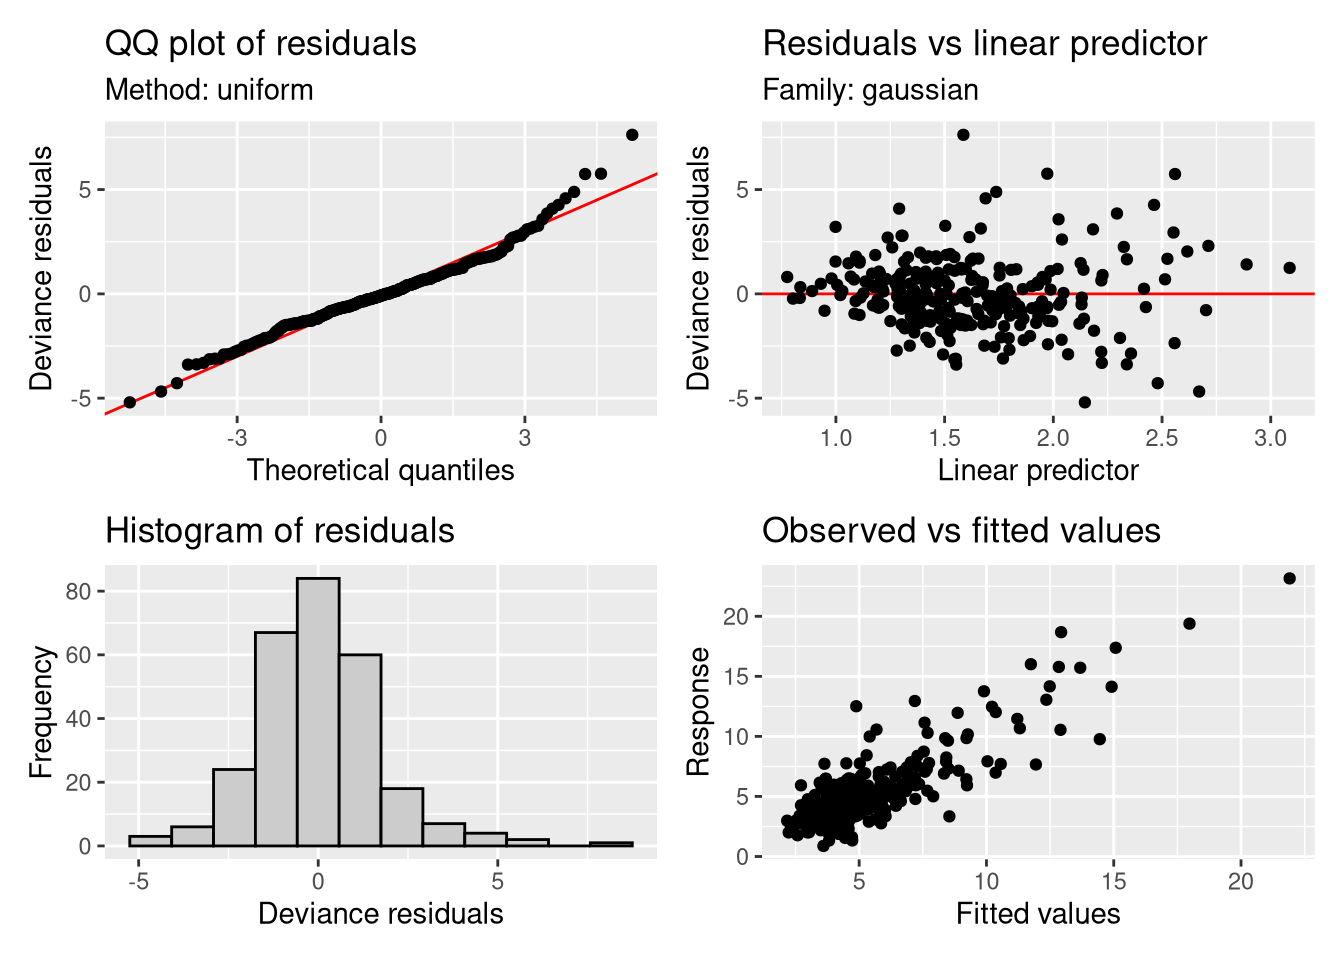 QQ plot of residuals
Method: uniform
Deviance residuals
5
0
-5
-3
0
3
Theoretical quantiles
Residuals vs linear predictor
Family: gaussian
Deviance residuals
5
0
-5
1.0
1.5
2.0
2.5
3.0
Linear predictor
Histogram of residuals
Frequency
80
60
40
20
0
-5
0
5
Deviance residuals
Observed vs fitted values
Response
20
15
10
5
0
5
10
15
20
Fitted values